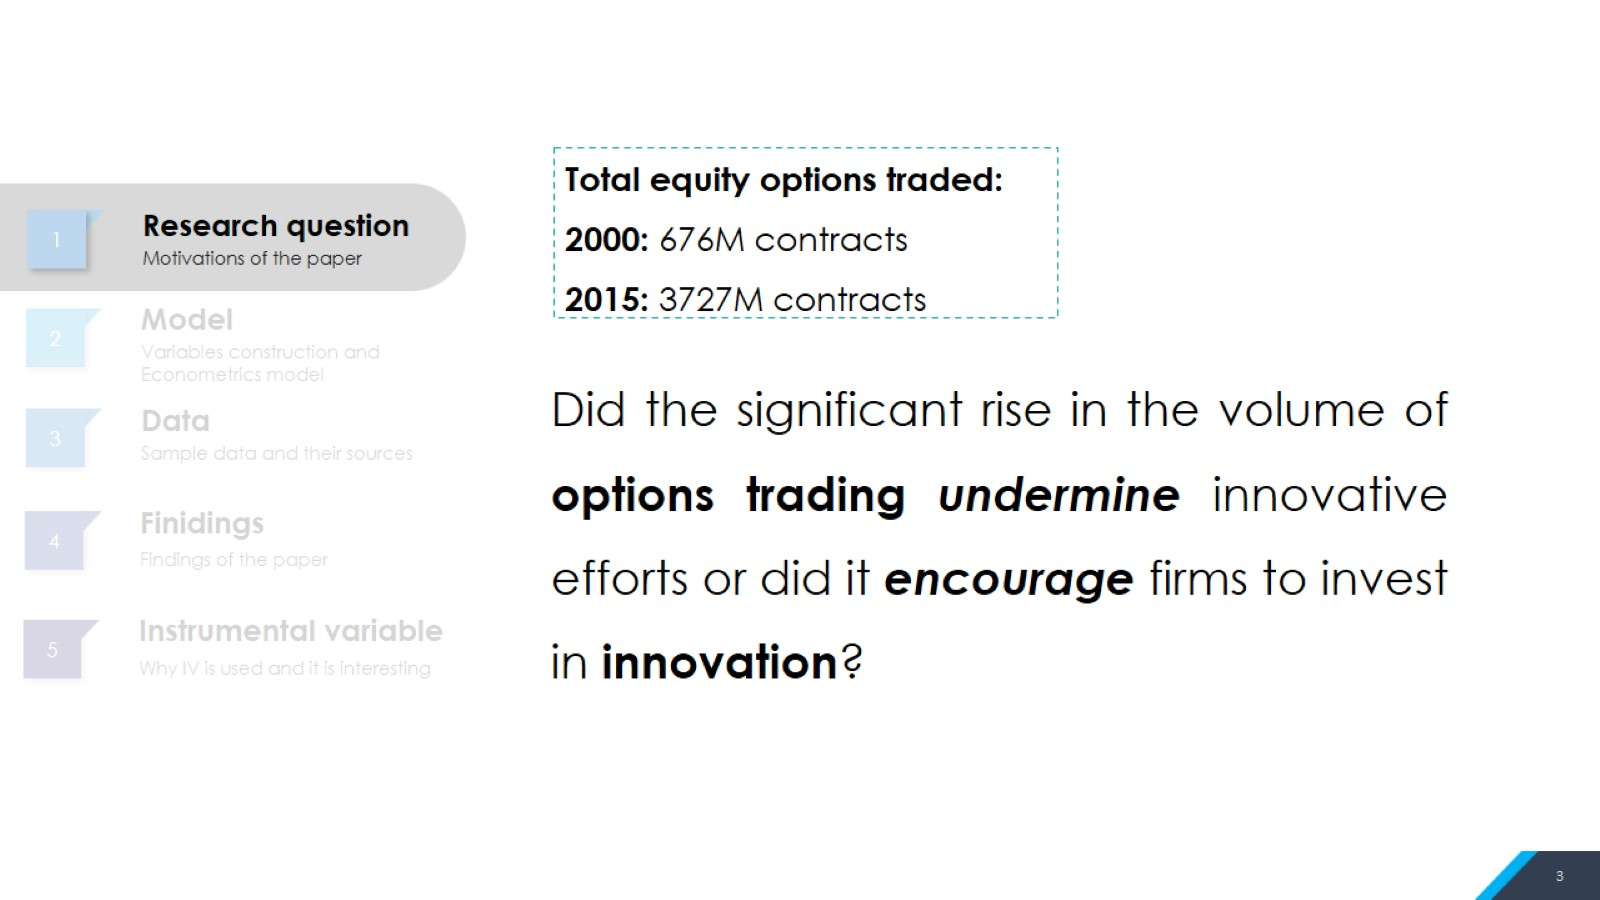 1
Research question
Motivations of the paper
2
Model
Variables construction and
Econometrics model
3
Data
Sample data and their sources
4
Finidings
Findings of the paper
5
Instrumental variable
Why IV is used and it is interesting
Total equity options traded:
2000: 676M contracts
2015: 3727M contracts
Did the significant rise in the volume of
options trading undermine innovative
efforts or did it encourage firms to invest
in innovation?
3